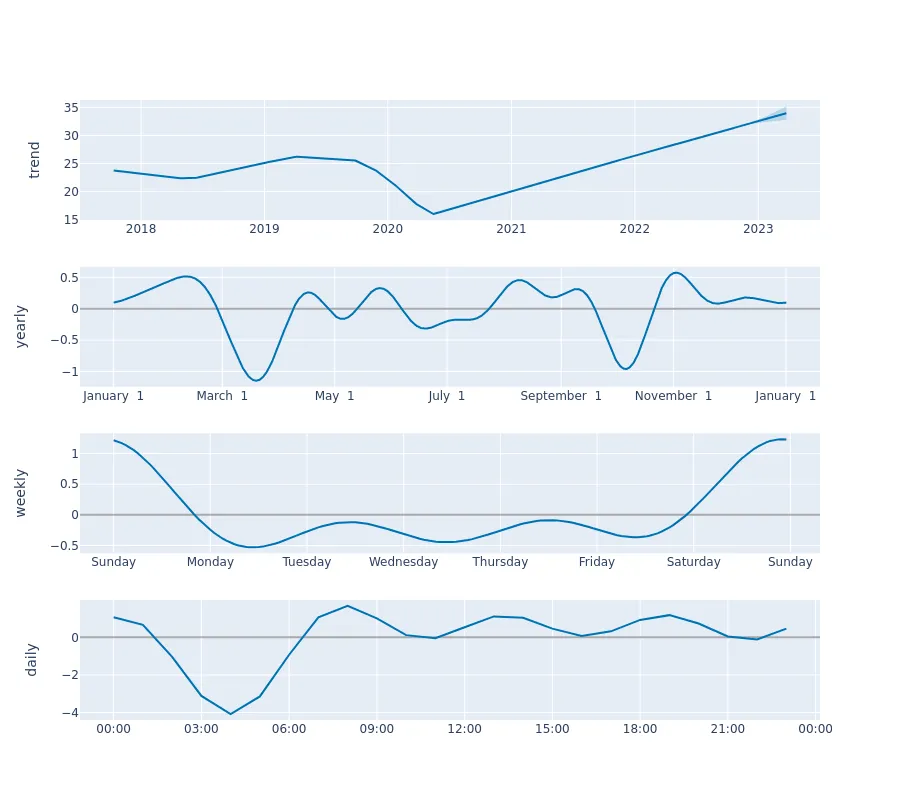 trend
35
30
25
20
15
2018 2019 2020 2021 2022 2023
yearly
0.5
0
−0.5
−1
January 1 March 1 May 1 July 1 September 1 November 1 January 1
weekly
1
0.5
0
−0.5
Sunday Monday Tuesday Wednesday Thursday Friday Saturday Sunday
daily
0
−2
−4
00:00 03:00 06:00 09:00 12:00 15:00 18:00 21:00 00:00